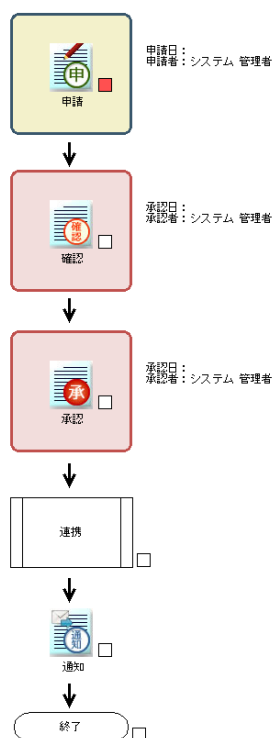 申請日：
申請者：システム 管理者
申
申請
承認日：
承認者：システム 管理者
確認
確認
承認日：
承認者：システム 管理者
承
承認
連携
通知
通知
終了